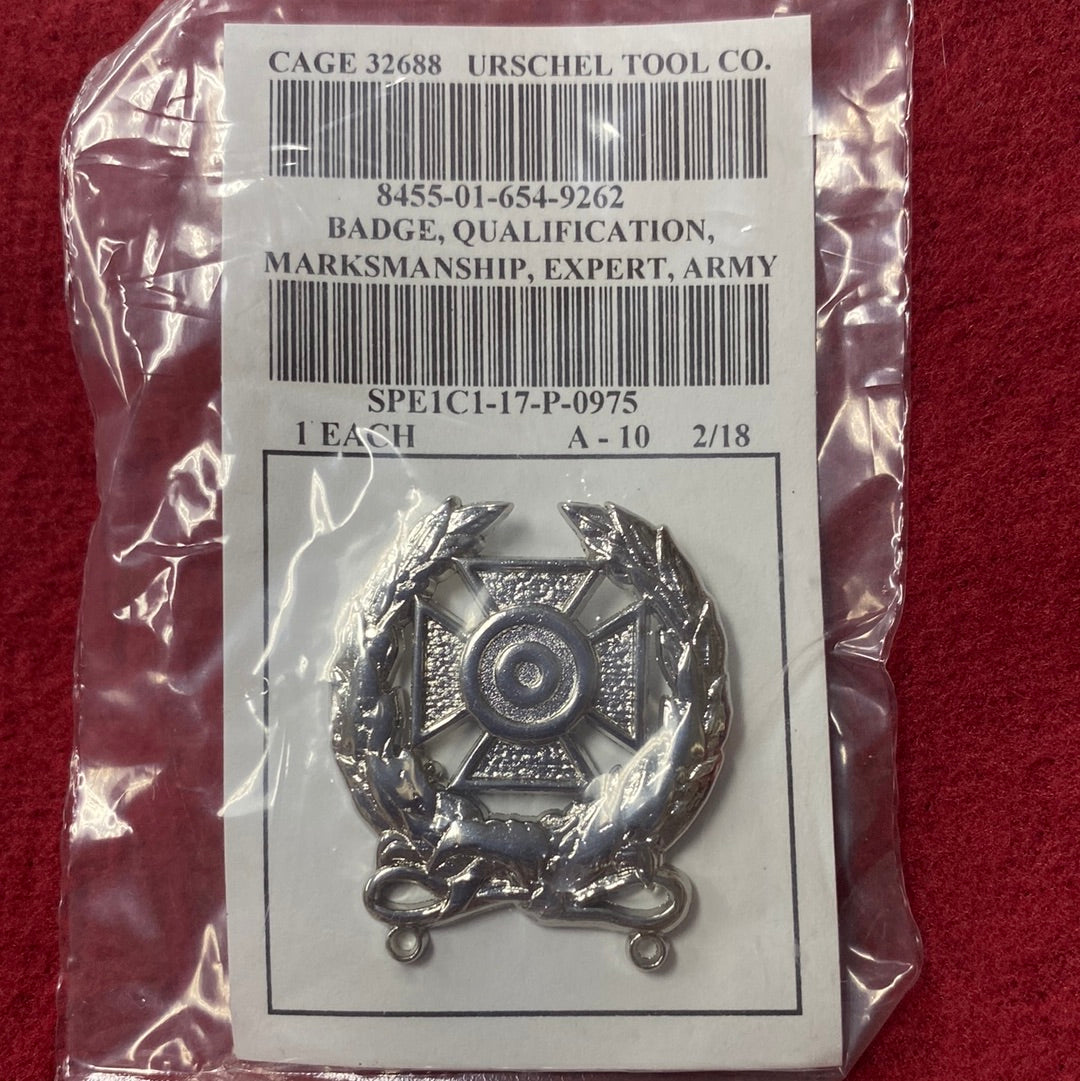 CAGE 32688 URSCHEL TOOL CO.
8455-01-654-9262
BADGE, QUALIFICATION,
MARKSMANSHIP, EXPERT, ARMY
SPE1C1-17-P-0975
1 EACH A - 10 2/18